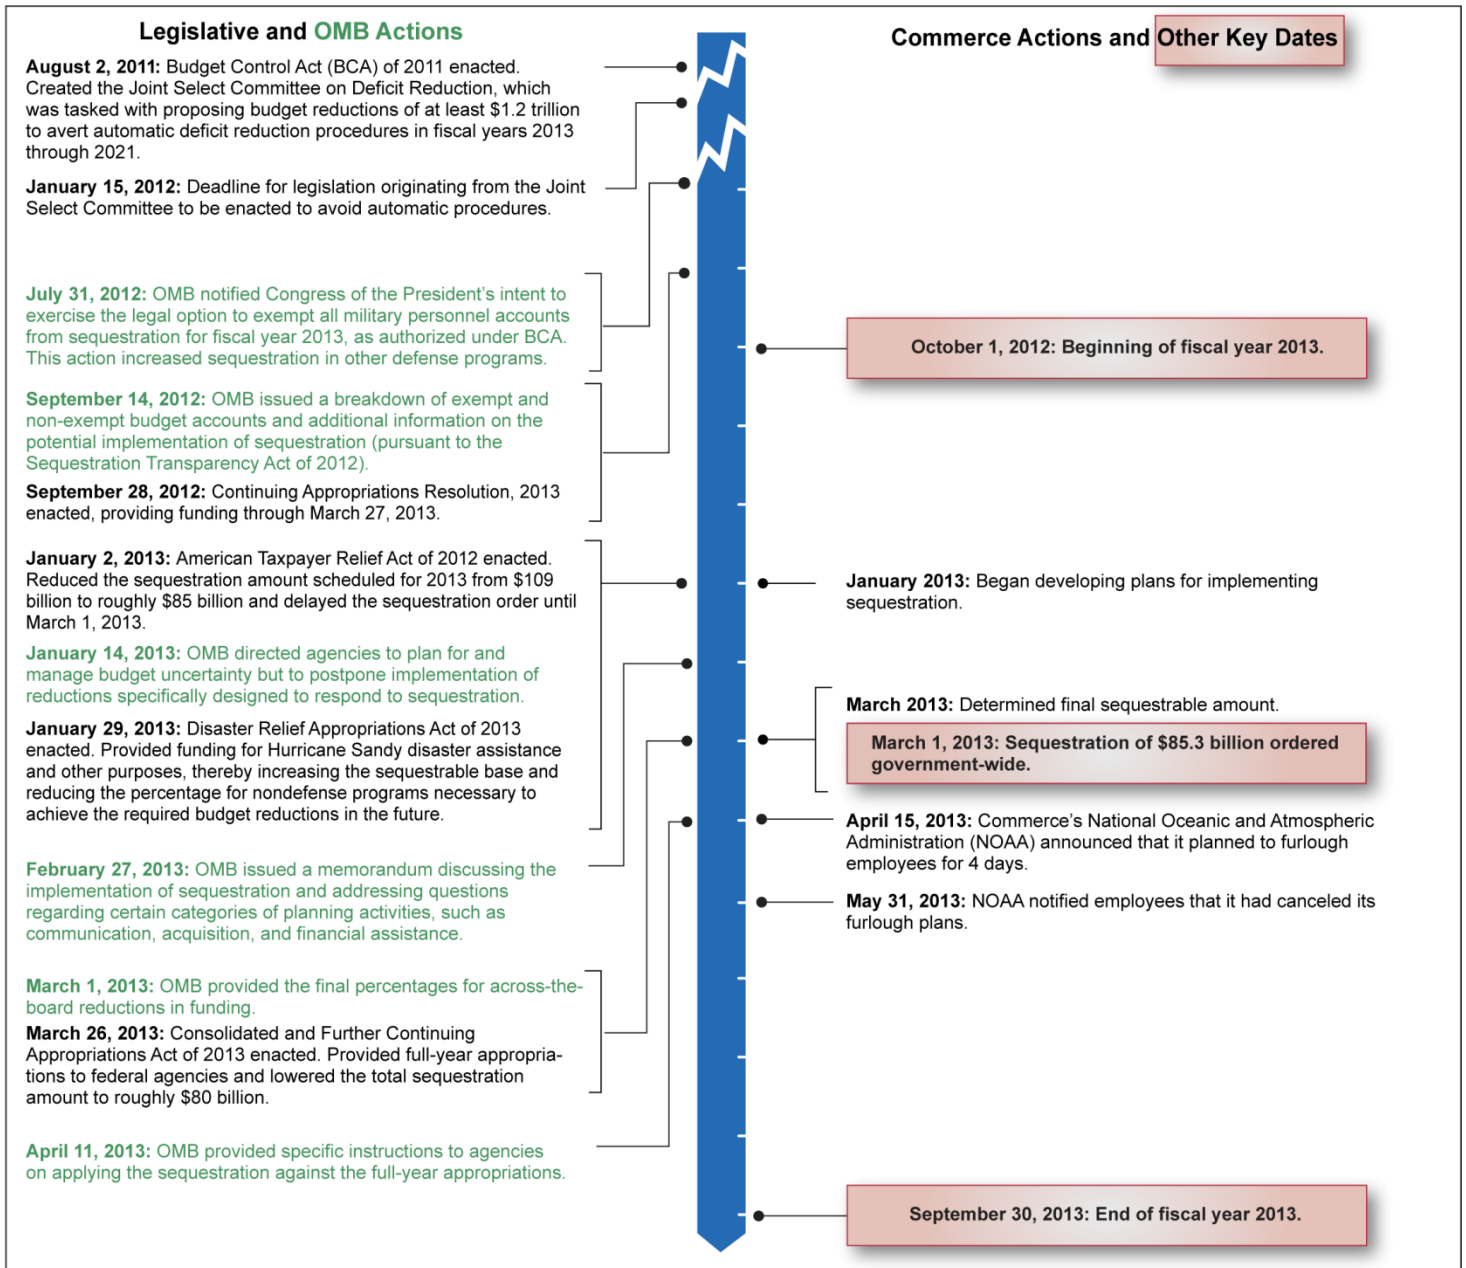 Legislative and OMB Actions
August 2, 2011: Budget Control Act (BCA) of 2011 enacted.
Created the Joint Select Committee on Deficit Reduction, which
was tasked with proposing budget reductions of at least $1.2 trillion
to avert automatic deficit reduction procedures in fiscal years 2013
through 2021.
January 15, 2012: Deadline for legislation originating from the Joint
Select Committee to be enacted to avoid automatic procedures.
July 31, 2012: OMB notified Congress of the President's intent to
exercise the legal option to exempt all military personnel accounts
from sequestration for fiscal year 2013, as authorized under BCA.
This action increased sequestration in other defense programs.
September 14, 2012: OMB issued a breakdown of exempt and
non-exempt budget accounts and additional information on the
potential implementation of sequestration (pursuant to the
Sequestration Transparency Act of 2012).
September 28, 2012: Continuing Appropriations Resolution, 2013
enacted, providing funding through March 27, 2013.
January 2, 2013: American Taxpayer Relief Act of 2012 enacted.
Reduced the sequestration amount scheduled for 2013 from $109
billion to roughly $85 billion and delayed the sequestration order until
March 1, 2013.
January 14, 2013: OMB directed agencies to plan for and
manage budget uncertainty but to postpone implementation of
reductions specifically designed to respond to sequestration.
January 29, 2013: Disaster Relief Appropriations Act of 2013
enacted. Provided funding for Hurricane Sandy disaster assistance
and other purposes, thereby increasing the sequestrable base and
reducing the percentage for nondefense programs necessary to
achieve the required budget reductions in the future.
February 27, 2013: OMB issued a memorandum discussing the
implementation of sequestration and addressing questions
regarding certain categories of planning activities, such as
communication, acquisition, and financial assistance.
March 1, 2013: OMB provided the final percentages for across-the-
board reductions in funding.
March 26, 2013: Consolidated and Further Continuing
Appropriations Act of 2013 enacted. Provided full-year appropria-
tions to federal agencies and lowered the total sequestration
amount to roughly $80 billion.
April 11, 2013: OMB provided specific instructions to agencies
on applying the sequestration against the full-year appropriations.
Commerce Actions and Other Key Dates
October 1, 2012: Beginning of fiscal year 2013.
January 2013: Began developing plans for implementing
sequestration.
March 2013: Determined final sequestrable amount.
March 1, 2013: Sequestration of $85.3 billion ordered
government-wide.
April 15, 2013: Commerce's National Oceanic and Atmospheric
Administration (NOAA) announced that it planned to furlough
employees for 4 days.
May 31, 2013: NOAA notified employees that it had canceled its
furlough plans.
September 30, 2013: End of fiscal year 2013.